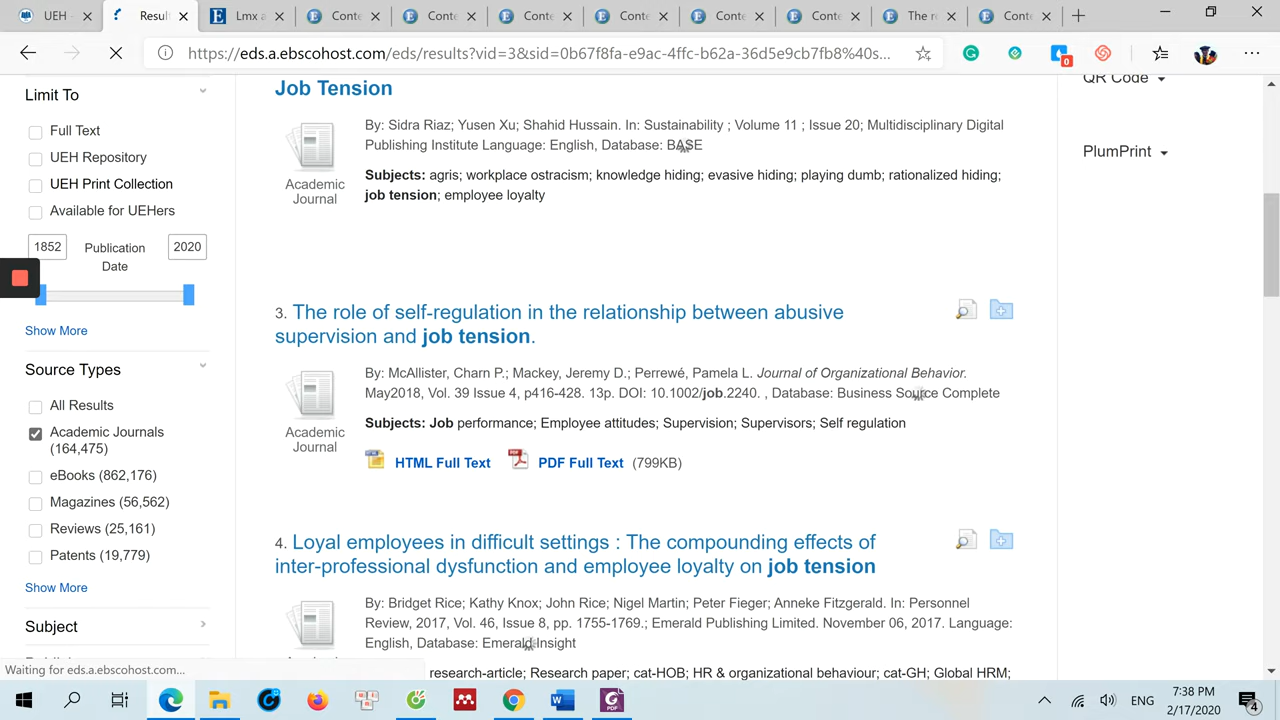 UEH -
Result
Lmx a
Conte
Conte
Conte
Conte
Conte
Conte
The ro
Conte
https://eds.a.ebscohost.com/eds/results?vid=3&sid=0b67f8fa-e9ac-4ffc-b62a-36d5e9cb7fb8%40s...
0
Limit To
Full Text
UEH Repository
UEH Print Collection
Available for UEHers
1852
Publication
Date
2020
Show More
Source Types
All Results
Academic Journals
(164,475)
eBooks (862,176)
Magazines (56,562)
Reviews (25,161)
Patents (19,779)
Show More
Subject
Job Tension
Academic
Journal
By: Sidra Riaz; Yusen Xu; Shahid Hussain. In: Sustainability ; Volume 11 ; Issue 20; Multidisciplinary Digital
Publishing Institute Language: English, Database: BASE
Subjects: agris; workplace ostracism; knowledge hiding; evasive hiding; playing dumb; rationalized hiding;
job tension; employee loyalty
3. The role of self-regulation in the relationship between abusive
supervision and job tension.
Academic
Journal
By: McAllister, Charn P.; Mackey, Jeremy D.; Perrewé, Pamela L. Journal of Organizational Behavior.
May2018, Vol. 39 Issue 4, p416-428. 13p. DOI: 10.1002/job.2240. , Database: Business Source Complete
Subjects: Job performance; Employee attitudes; Supervision; Supervisors; Self regulation
HTML Full Text PDF Full Text (799KB)
4. Loyal employees in difficult settings : The compounding effects of
inter-professional dysfunction and employee loyalty on job tension
By: Bridget Rice; Kathy Knox; John Rice; Nigel Martin; Peter Fieger; Anneke Fitzgerald. In: Personnel
Review, 2017, Vol. 46, Issue 8, pp. 1755-1769.; Emerald Publishing Limited. November 06, 2017. Language:
English, Database: Emerald Insight
research-article; Research paper; cat-HOB; HR & organizational behaviour; cat-GH; Global HRM;
QR Code
PlumPrint
Waiting for eds.a.ebscohost.com...
ENG
7:38 PM
2/17/2020
4